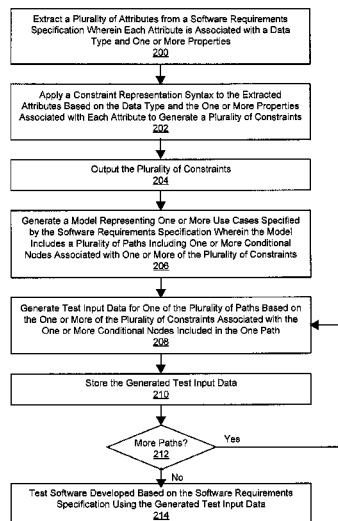 Extract a Plurality of Attributes from a Software Requirements
Specification Wherein Each Attribute is Associated with a Data
Type and One or More Properties
200
Apply a Constraint Representation Syntax to the Extracted
Attributes Based on the Data Type and the One or More Properties
Associated with Each Attribute to Generate a Plurality of Constraints
202
Output the Plurality of Constraints
204
Generate a Model Representing One or More Use Cases Specified
by the Software Requirements Specification Wherein the Model
Includes a Plurality of Paths Including One or More Conditional
Nodes Associated with One or More of the Plurality of Constraints
206
Generate Test Input Data for One of the Plurality of Paths Based on
the One or More of the Plurality of Constraints Associated with the
One or More Conditional Nodes Included in the One Path
208
Store the Generated Test Input Data
210
More Paths?
212
Yes
No
Test Software Developed Based on the Software Requirements
Specification Using the Generated Test Input Data
214